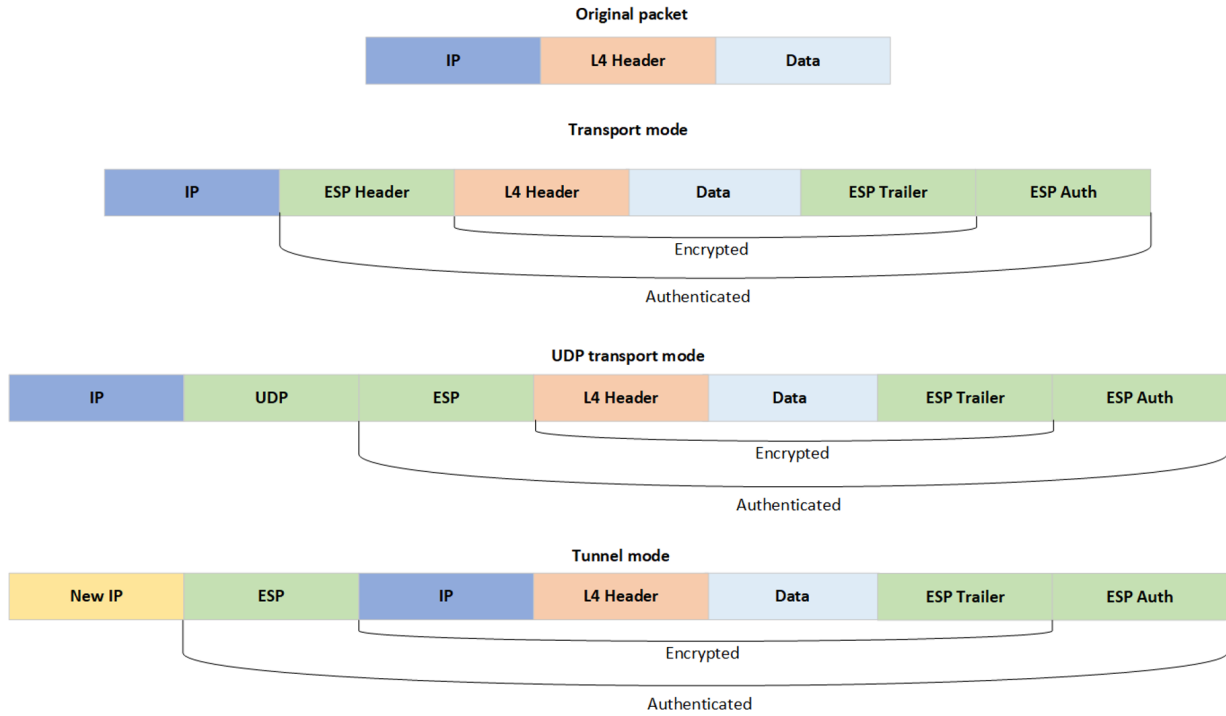 Original packet
IP L4 Header Data
Transport mode
IP ESP Header L4 Header Data ESP Trailer ESP Auth
Encrypted
Authenticated
UDP transport mode
IP UDP ESP L4 Header Data ESP Trailer ESP Auth
Encrypted
Authenticated
Tunnel mode
New IP ESP IP L4 Header Data ESP Trailer ESP Auth
Encrypted
Authenticated